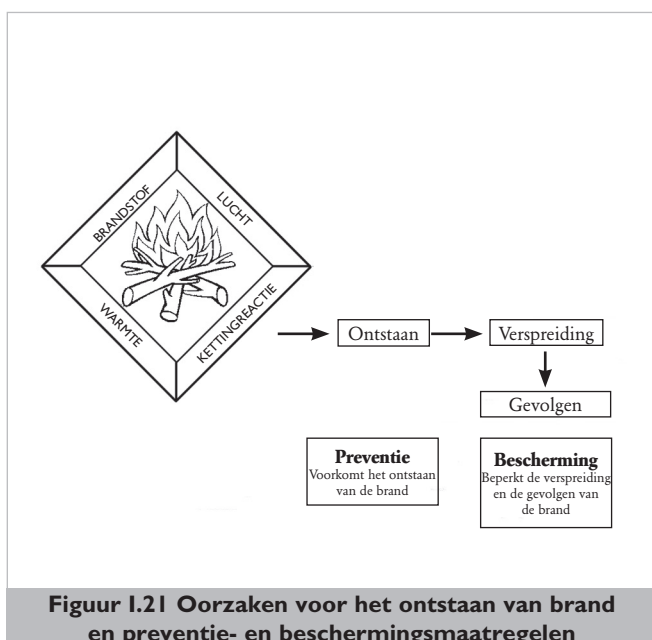 BRANDSTOF
LUCHT
WARMTE
KETTINGREACTIE
Ontstaan
Verspreiding
Gevolgen
Preventie
Voorkomt het ontstaan
van de brand
Bescherming
Beperkt de verspreiding
en de gevolgen van
de brand
Figuur I.21 Oorzaken voor het ontstaan van brand
en preventie- en beschermingsmaatregelen